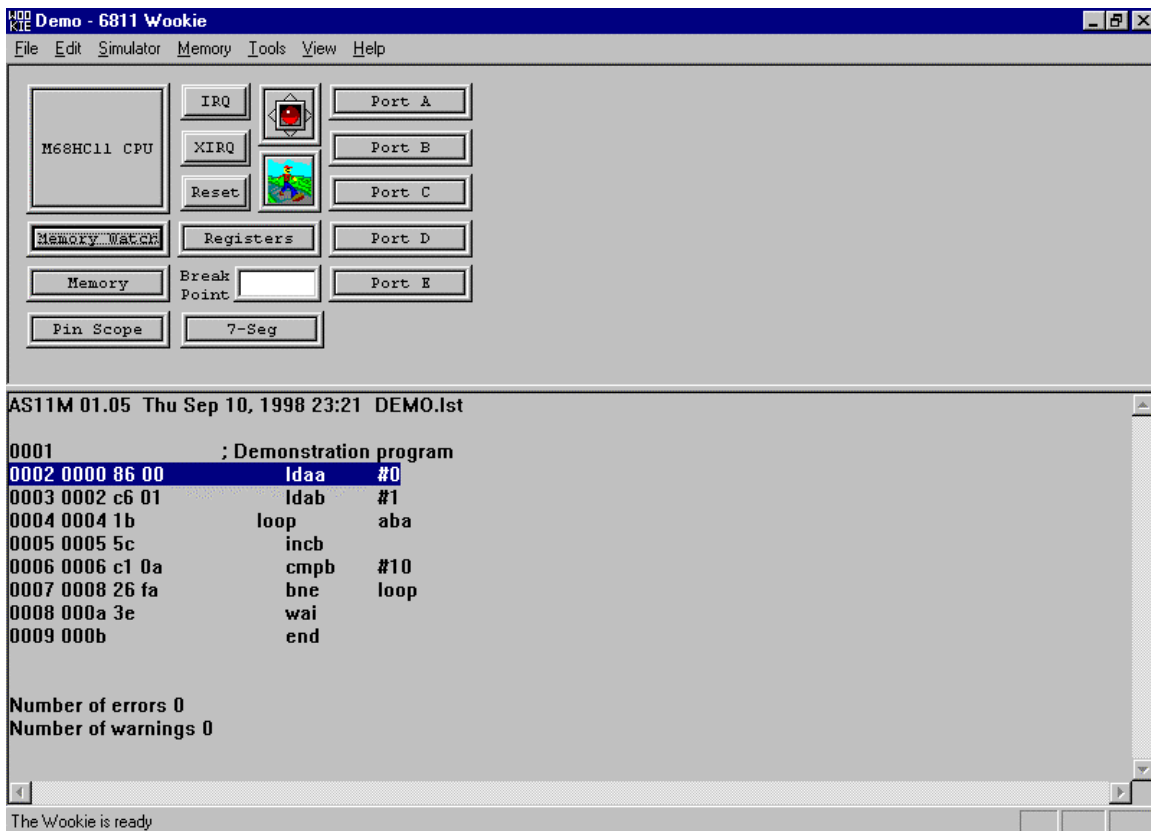 WOO KIE Demo - 6811 Wookie
File Edit Simulator Memory Tools View Help
M68HC11 CPU
IRQ
XIRQ
Reset
Port A
Port B
Port C
Memory Watch
Registers
Port D
Memory
Break Point
Port E
Pin Scope
7-Seg
AS11M 01.05 Thu Sep 10, 1998 23:21 DEMO.lst
0001 ; Demonstration program
0002 0000 86 00 ldaa #0
0003 0002 c6 01 ldab #1
0004 0004 1b loop aba
0005 0005 5c incb
0006 0006 c1 0a cmpb #10
0007 0008 26 fa bne loop
0008 000a 3e wai
0009 000b end
Number of errors 0
Number of warnings 0
The Wookie is ready